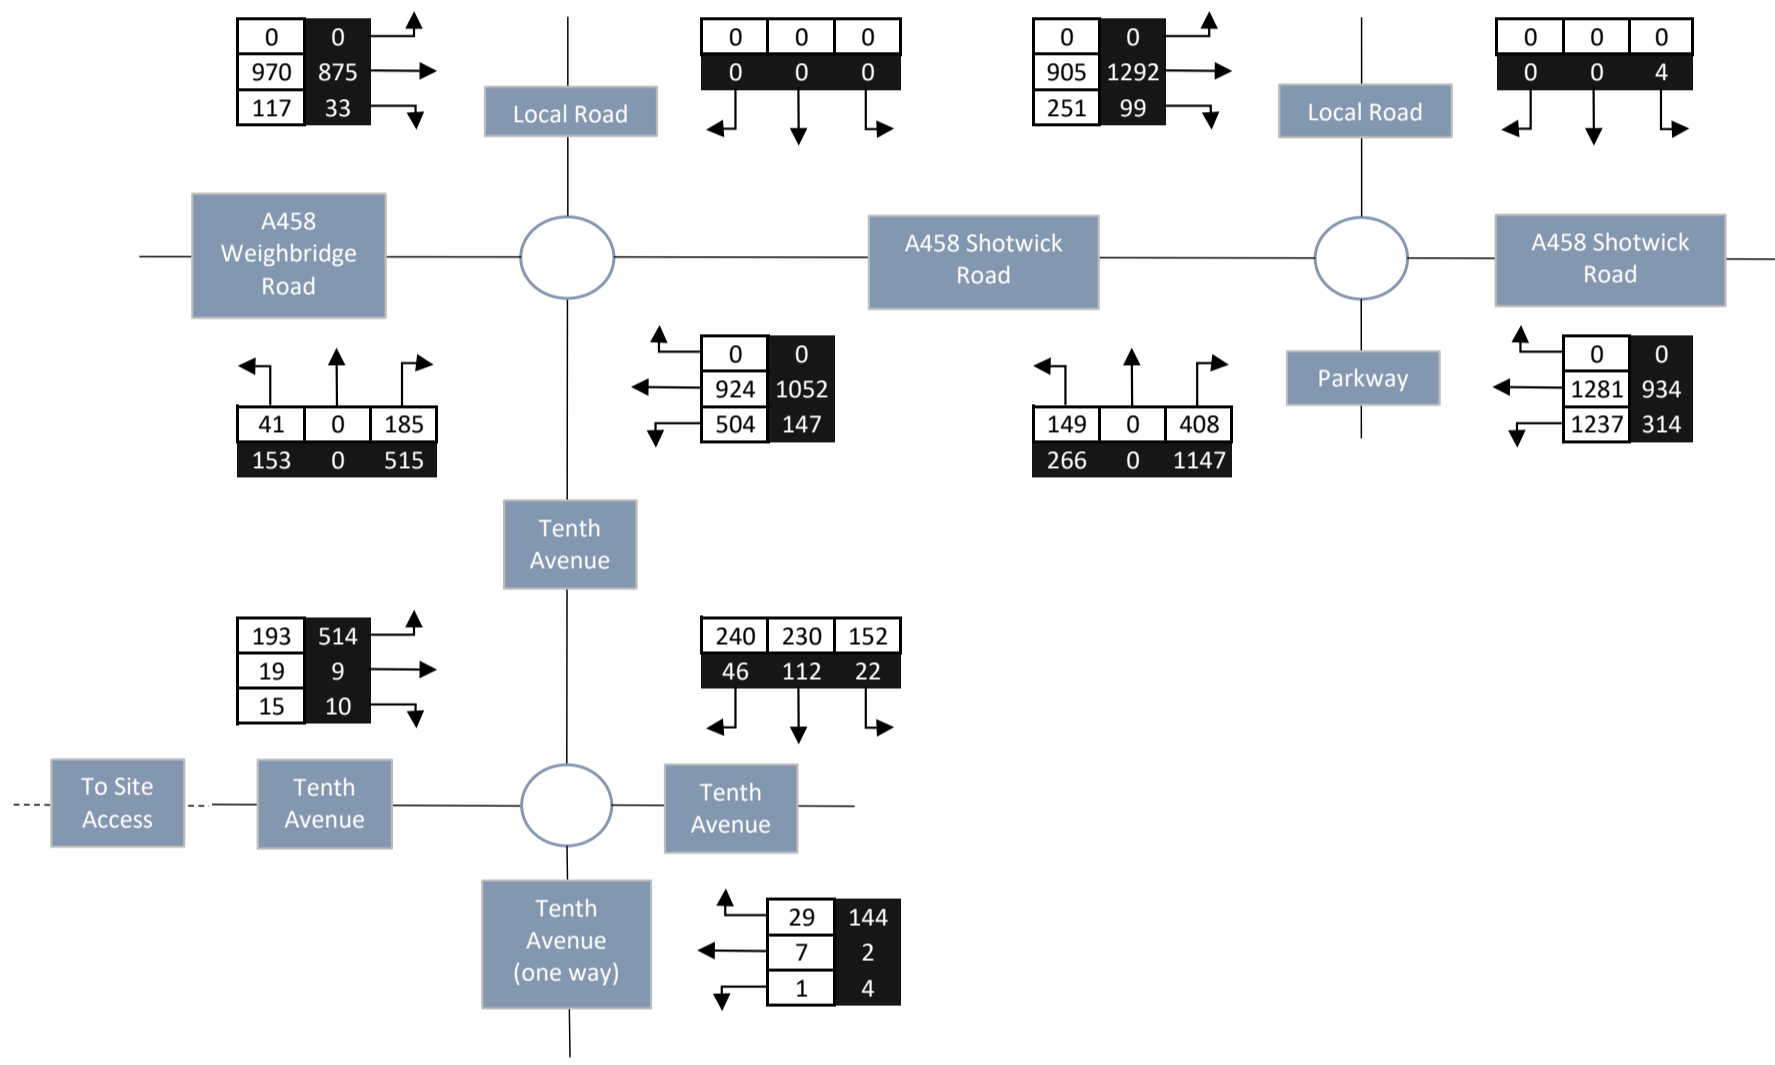 0 0
970 875
117 33
Local Road
0 0 0
0 0 0
0 0
905 1292
251 99
Local Road
0 0 0
0 0 4
A458
Weighbridge
Road
A458 Shotwick
Road
A458 Shotwick
Road
41 0 185
153 0 515
0 0
924 1052
504 147
149 0 408
266 0 1147
Parkway
0 0
1281 934
1237 314
Tenth
Avenue
193 514
19 9
15 10
240 230 152
46 112 22
To Site
Access
Tenth
Avenue
Tenth
Avenue
Tenth
Avenue
(one way)
29 144
7 2
1 4